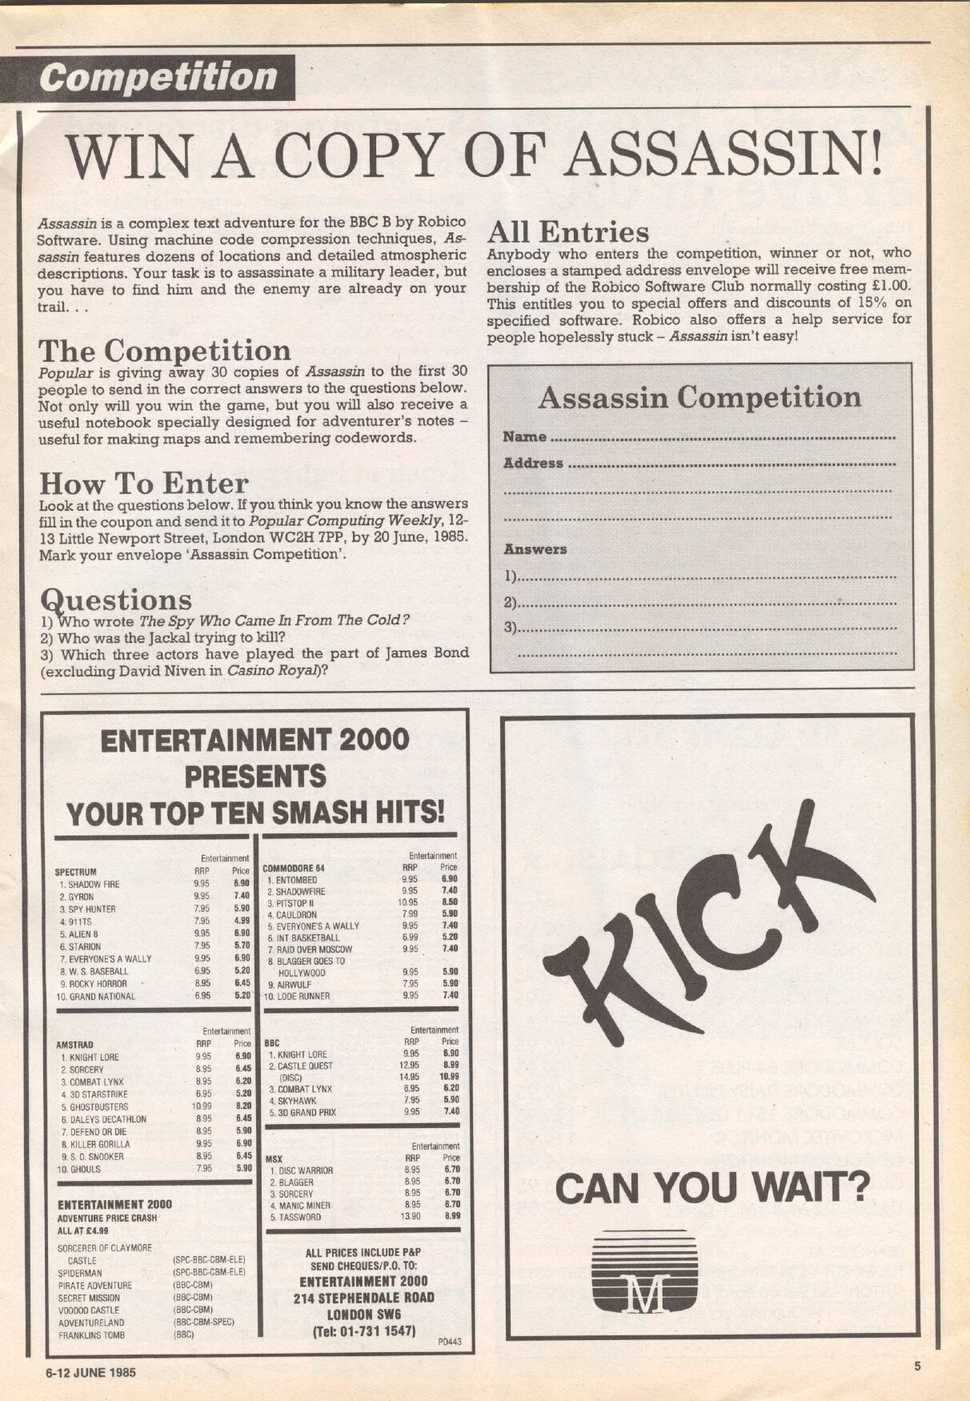 Competition
WIN A COPY OF ASSASSIN!
Assassin is a complex text adventure for the BBC B by Robico
Software. Using machine code compression techniques, As-
sassin features dozens of locations and detailed atmospheric
descriptions. Your task is to assassinate a military leader, but
you have to find him and the enemy are already on your
trail. . .
The Competition
Popular is giving away 30 copies of Assassin to the first 30
people to send in the correct answers to the questions below.
Not only will you win the game, but you will also receive a
useful notebook specially designed for adventurer's notes –
useful for making maps and remembering codewords.
How To Enter
Look at the questions below. If you think you know the answers
fill in the coupon and send it to Popular Computing Weekly, 12-
13 Little Newport Street, London WC2H 7PP, by 20 June, 1985.
Mark your envelope ‘Assassin Competition’.
Questions
1) Who wrote The Spy Who Came In From The Cold?
2) Who was the Jackal trying to kill?
3) Which three actors have played the part of James Bond
(excluding David Niven in Casino Royal)?
All Entries
Anybody who enters the competition, winner or not, who
encloses a stamped address envelope will receive free mem-
bership of the Robico Software Club normally costing £1.00.
This entitles you to special offers and discounts of 15% on
specified software. Robico also offers a help service for
people hopelessly stuck – Assassin isn't easy!
Assassin Competition
Name
Address
Answers
1)
2)
3)
ENTERTAINMENT 2000
PRESENTS
YOUR TOP TEN SMASH HITS!
Entertainment
SPECTRUM RRP Price
1. SHADOW FIRE 9.95 6.90
2. GYRON 9.95 7.40
3. SPY HUNTER 7.95 5.90
4. 911TS 7.95 4.99
5. ALIEN 8 9.95 6.90
6. STARION 7.95 5.70
7. EVERYONE'S A WALLY 9.95 6.90
8. W. S. BASEBALL 6.95 5.20
9. ROCKY HORROR 8.95 6.45
10. GRAND NATIONAL 6.95 5.20
Entertainment
AMSTRAD RRP Price
1. KNIGHT LORE 9.95 6.90
2. SORCERY 8.95 6.45
3. COMBAT LYNX 8.95 6.20
4. 3D STARSTRIKE 6.95 5.20
5. GHOSTBUSTERS 10.99 8.20
6. DALEYS DECATHLON 8.95 6.45
7. DEFEND OR DIE 8.95 5.90
8. KILLER GORILLA 9.95 6.90
9. S. D. SNOOKER 8.95 6.45
10. GHOULS 7.95 5.90
ENTERTAINMENT 2000
ADVENTURE PRICE CRASH
ALL AT £4.99
SORCERER OF CLAYMORE
CASTLE (SPC-BBC-CBM-ELE)
SPIDERMAN (SPC-BBC-CBM-ELE)
PIRATE ADVENTURE (BBC-CBM)
SECRET MISSION (BBC-CBM)
VOODOO CASTLE (BBC-CBM)
ADVENTURELAND (BBC-CBM-SPEC)
FRANKLINS TOMB (BBC)
Entertainment
COMMODORE 64 RRP Price
1. ENTOMBED 9.95 6.90
2. SHADOWFIRE 9.95 7.40
3. PITSTOP II 10.95 8.50
4. CAULDRON 7.99 5.90
5. EVERYONE'S A WALLY 9.95 7.40
6. INT BASKETBALL 6.99 5.20
7. RAID OVER MOSCOW 9.95 7.40
8. BLAGGER GOES TO
HOLLYWOOD 9.95 5.90
9. AIRWULF 7.95 5.90
10. LODE RUNNER 9.95 7.40
Entertainment
BBC RRP Price
1. KNIGHT LORE 9.95 6.90
2. CASTLE QUEST 12.95 8.99
(DISC) 14.95 10.99
3. COMBAT LYNX 8.95 6.20
4. SKYHAWK 7.95 5.90
5. 3D GRAND PRIX 9.95 7.40
Entertainment
MSX RRP Price
1. DISC WARRIOR 8.95 6.70
2. BLAGGER 8.95 6.70
3. SORCERY 8.95 6.70
4. MANIC MINER 8.95 6.70
5. TASSWORD 13.90 8.99
ALL PRICES INCLUDE P&P
SEND CHEQUES/P.O. TO:
ENTERTAINMENT 2000
214 STEPHENDALE ROAD
LONDON SW6
(Tel: 01-731 1547)
PD443
KICK
CAN YOU WAIT?
M
6-12 JUNE 1985
5